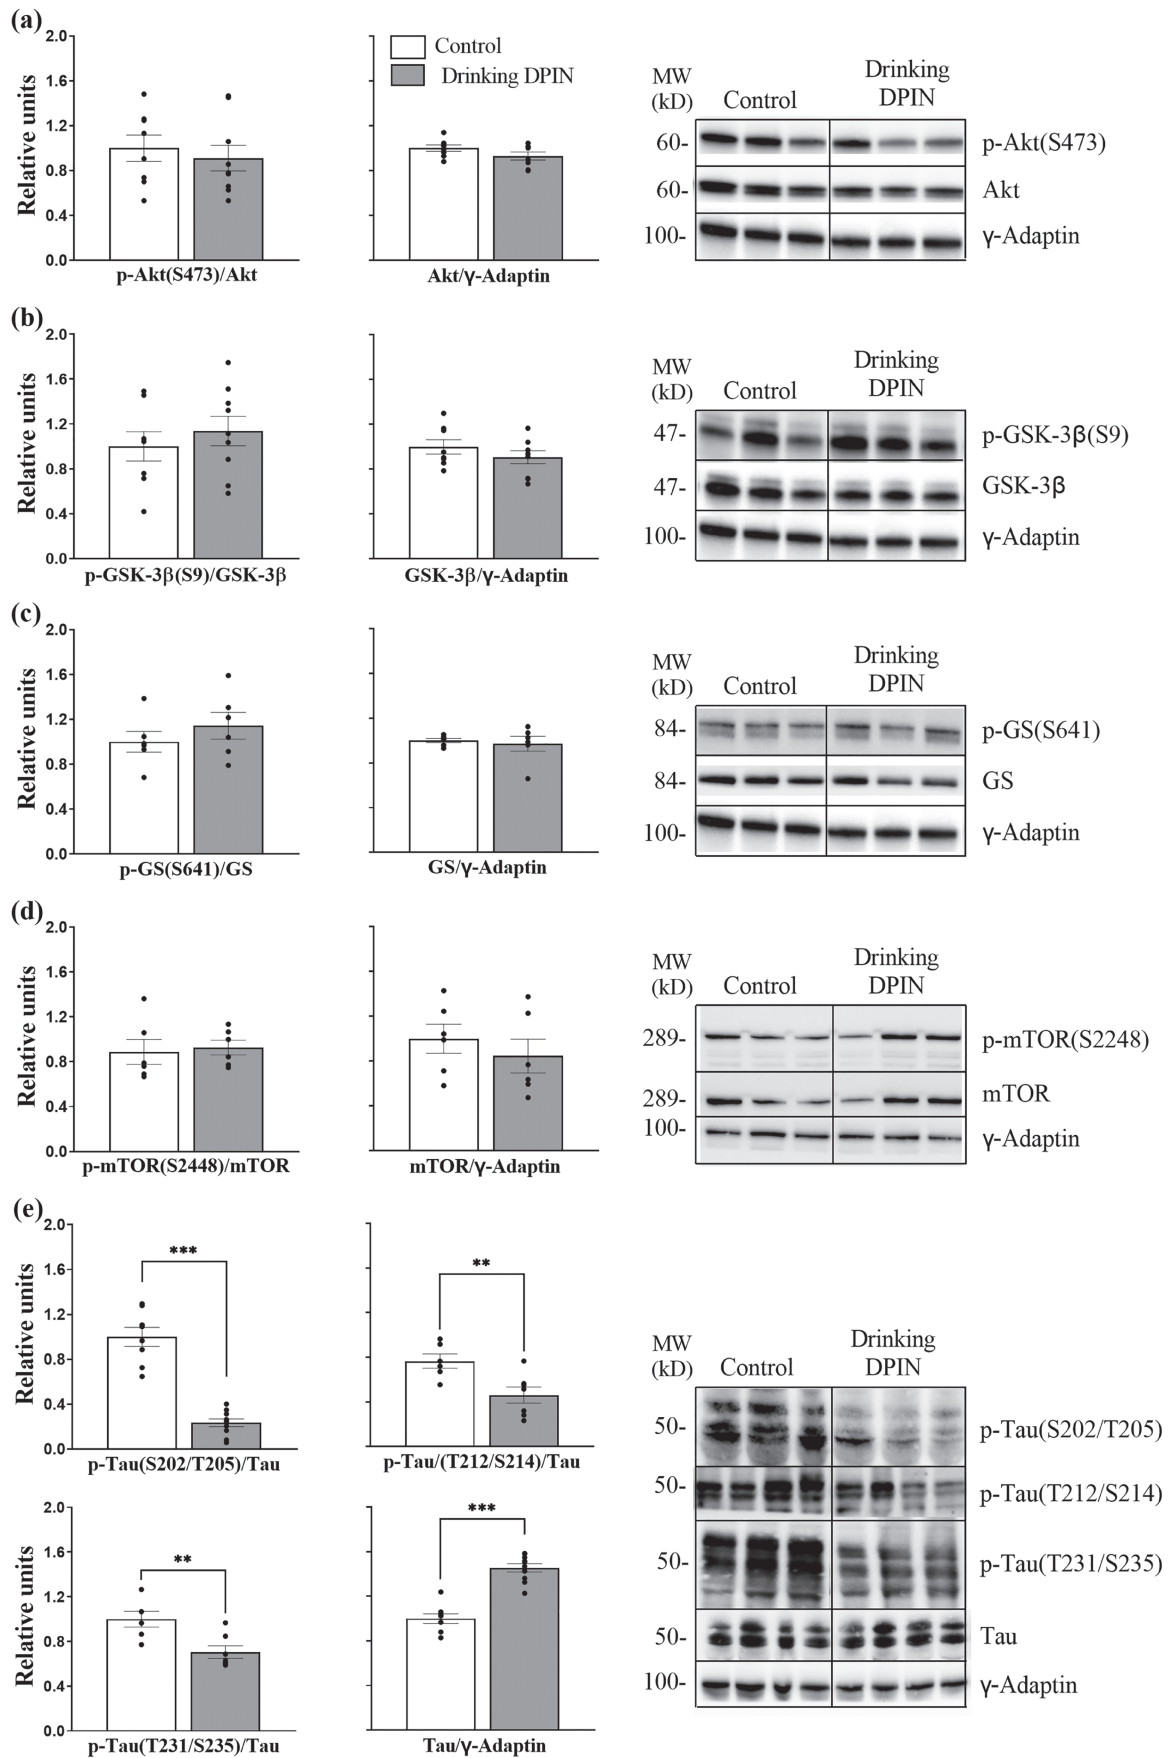 (a)
2.0
1.6
1.2
0.8
0.4
0.0
Relative units
p-Akt(S473)/Akt
Akt/γ-Adaptin
Control
Drinking DPIN
MW
(kD)
Control
Drinking
DPIN
60- p-Akt(S473)
60- Akt
100- γ-Adaptin
(b)
2.0
1.6
1.2
0.8
0.4
0.0
Relative units
p-GSK-3β(S9)/GSK-3β
GSK-3β/γ-Adaptin
MW
(kD)
Control
Drinking
DPIN
47- p-GSK-3β(S9)
47- GSK-3β
100- γ-Adaptin
(c)
2.0
1.6
1.2
0.8
0.4
0.0
Relative units
p-GS(S641)/GS
GS/γ-Adaptin
MW
(kD)
Control
Drinking
DPIN
84- p-GS(S641)
84- GS
100- γ-Adaptin
(d)
2.0
1.6
1.2
0.8
0.4
0.0
Relative units
p-mTOR(S2448)/mTOR
mTOR/γ-Adaptin
MW
(kD)
Control
Drinking
DPIN
289- p-mTOR(S2248)
289- mTOR
100- γ-Adaptin
(e)
2.0
1.6
1.2
0.8
0.4
0.0
Relative units
***
p-Tau(S202/T205)/Tau
**
p-Tau/(T212/S214)/Tau
2.0
1.6
1.2
0.8
0.4
0.0
Relative units
**
p-Tau(T231/S235)/Tau
***
Tau/γ-Adaptin
MW
(kD)
Control
Drinking
DPIN
50- p-Tau(S202/T205)
50- p-Tau(T212/S214)
50- p-Tau(T231/S235)
50- Tau
100- γ-Adaptin